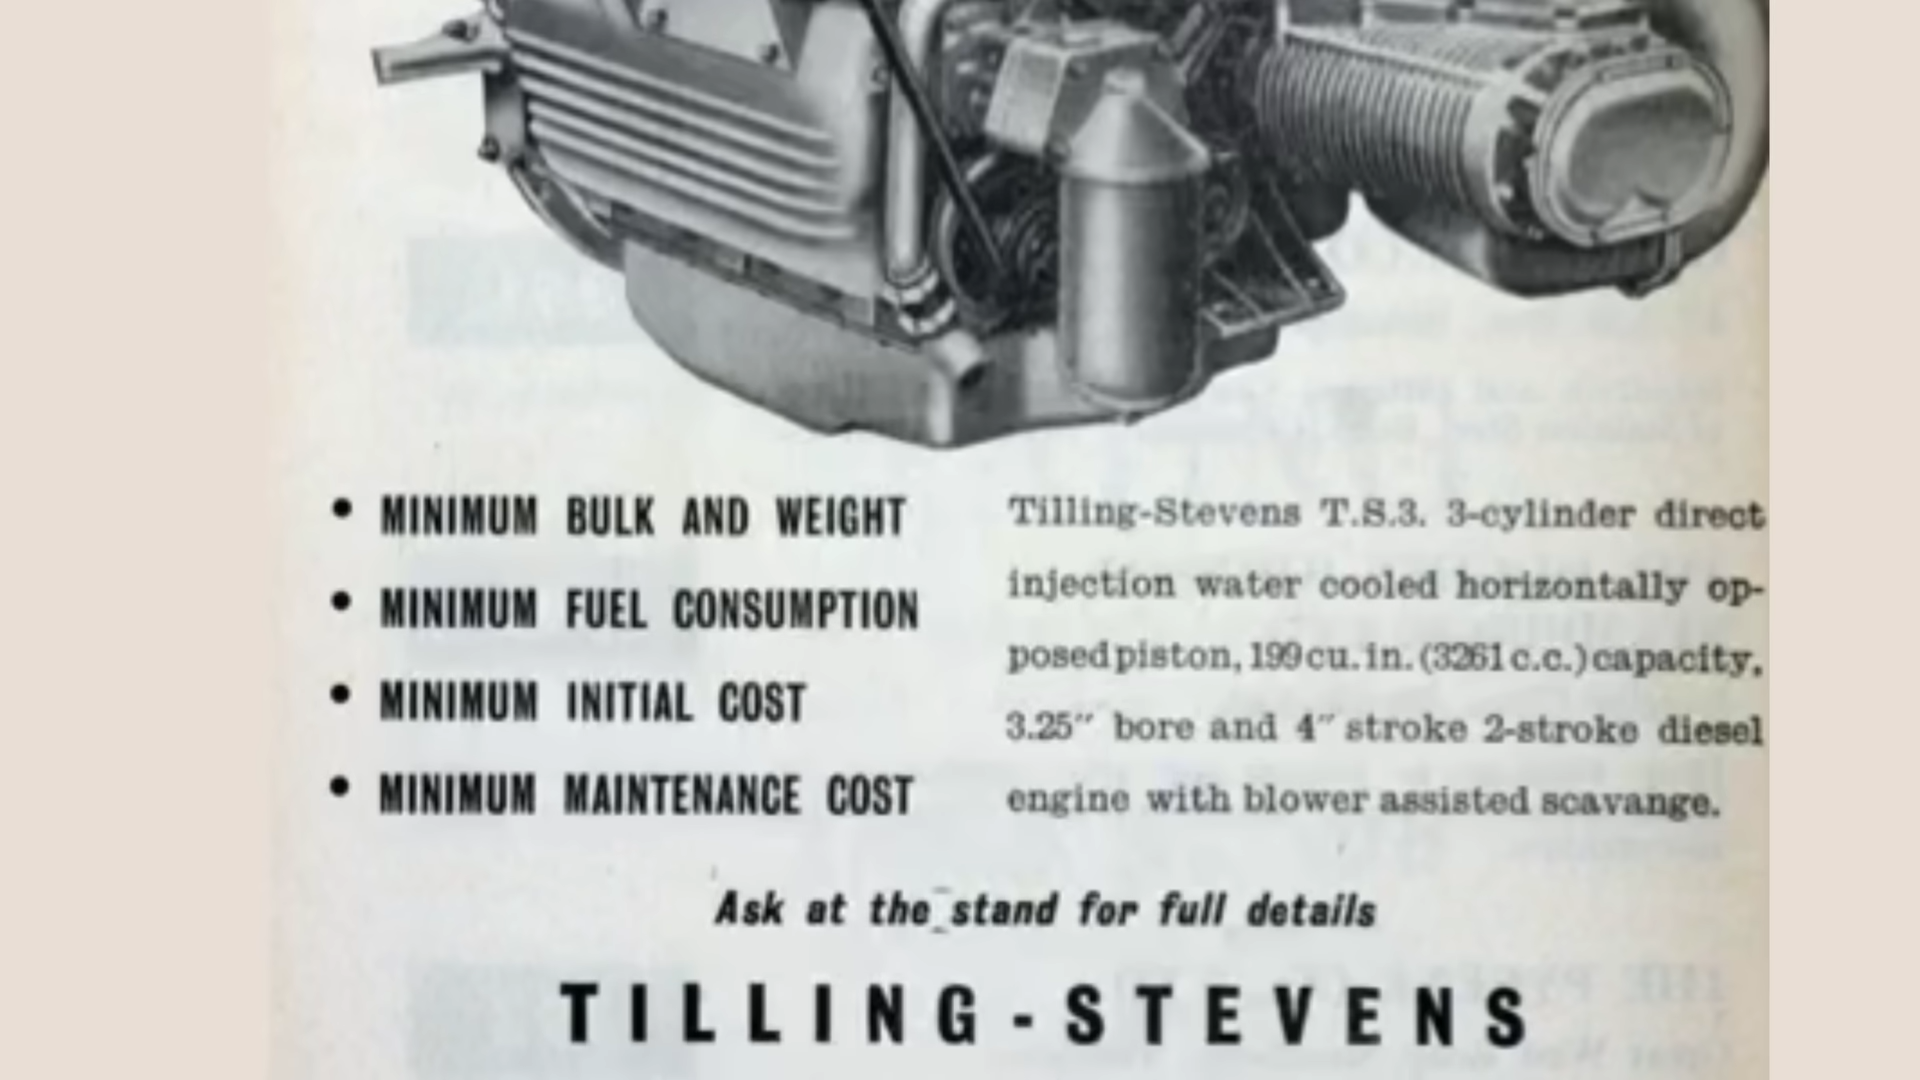 • MINIMUM BULK AND WEIGHT
• MINIMUM FUEL CONSUMPTION
• MINIMUM INITIAL COST
• MINIMUM MAINTENANCE COST
Tilling-Stevens T.S.3. 3-cylinder direct
injection water cooled horizontally op-
posed piston, 199 cu. in. (3261 c.c.) capacity,
3.25″ bore and 4″ stroke 2-stroke diesel
engine with blower assisted scavange.
Ask at the stand for full details
TILLING-STEVENS